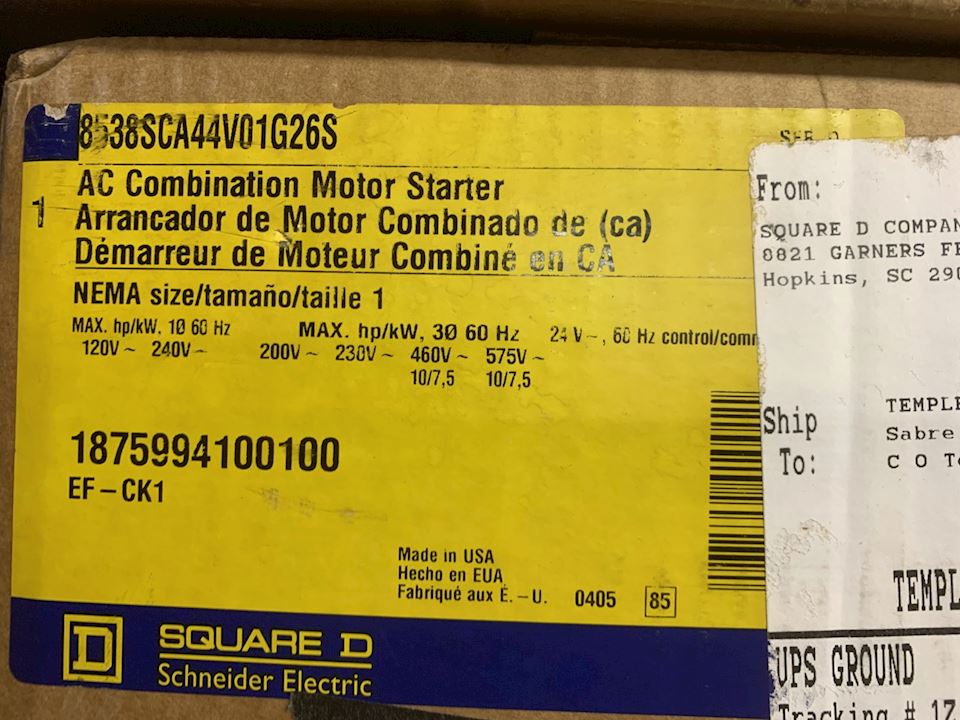 8538SCA44V01G26S
1
AC Combination Motor Starter
Arrancador de Motor Combinado de (ca)
Démarreur de Moteur Combiné en CA
NEMA size/tamaño/taille 1
MAX. hp/kW, 1Ø 60 Hz MAX. hp/kW, 3Ø 60 Hz 24 V~, 60 Hz control/comm
120V~ 240V~ 200V~ 230V~ 460V~ 575V~
10/7,5 10/7,5
1875994100100
EF-CK1
Made in USA
Hecho en EUA
Fabriqué aux É.-U. 0405 85
D SQUARE D
Schneider Electric
From:
SQUARE D COMPAN
8821 GARNERS FE
Hopkins, SC 290
Ship To:
TEMPLE
Sabre
C O
TEMPL
UPS GROUND
Tracking # 1Z